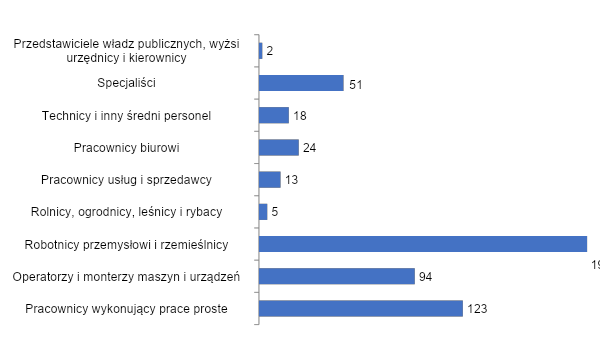 Przedstawiciele władz publicznych, wyżsi
urzędnicy i kierownicy
2
Specjaliści
51
Technicy i inny średni personel
18
Pracownicy biurowi
24
Pracownicy usług i sprzedawcy
13
Rolnicy, ogrodnicy, leśnicy i rybacy
5
Robotnicy przemysłowi i rzemieślnicy
Operatorzy i monterzy maszyn i urządzeń
94
Pracownicy wykonujący prace proste
123